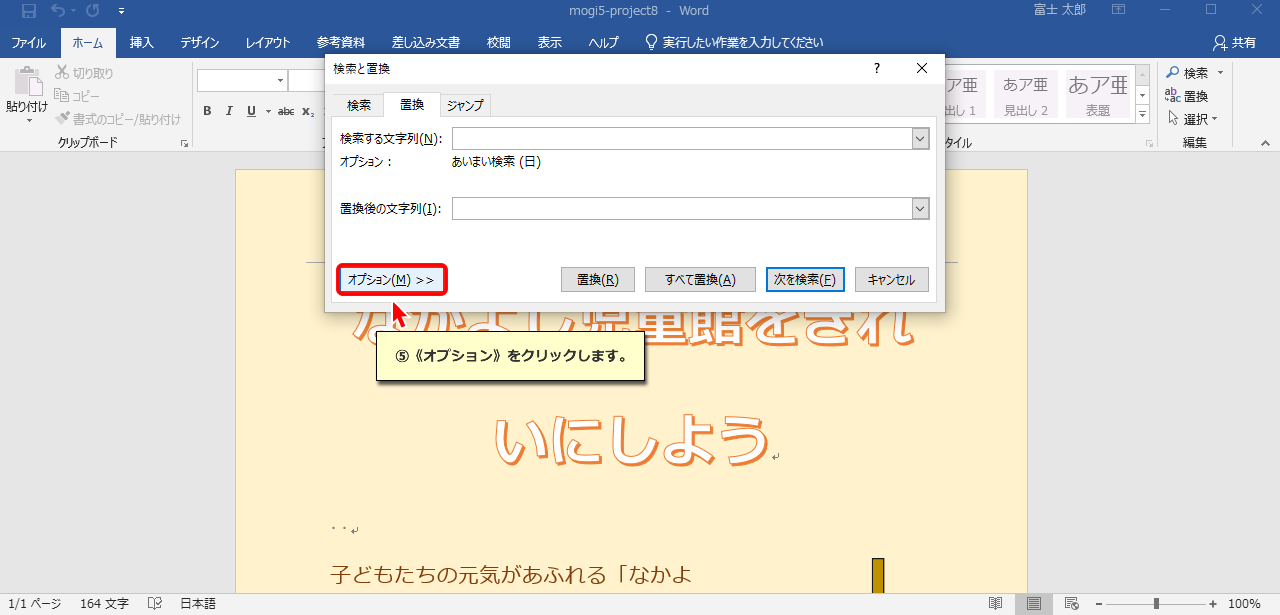 mogi5-project8 - Word
富士 太郎
ファイル ホーム 挿入 デザイン レイアウト 参考資料 差し込み文書 校閲 表示 ヘルプ 実行したい作業を入力してください 共有
貼り付け
切り取り
コピー
書式のコピー/貼り付け
クリップボード
B I U abc x₂
検索と置換
?
検索 置換 ジャンプ
検索する文字列(N):
オプション: あいまい検索 (日)
置換後の文字列(I):
オプション(M) >> 置換(R) すべて置換(A) 次を検索(F) キャンセル
⑤《オプション》をクリックします。
ア亜 あア亜 あア亜
出し 1 見出し 2 表題
タイル
検索
置換
選択
編集
なかよし児童館をきれ
いにしよう
子どもたちの元気があふれる「なかよ
1/1 ページ 164 文字 日本語 100%